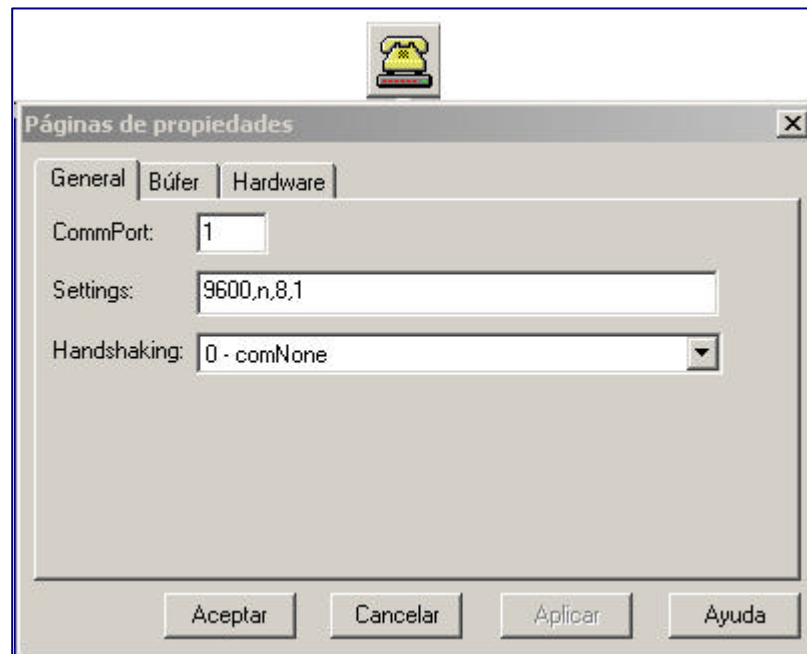 Páginas de propiedades
General Búfer Hardware
CommPort: 1
Settings: 9600,n,8,1
Handshaking: 0 - comNone
Aceptar Cancelar Aplicar Ayuda